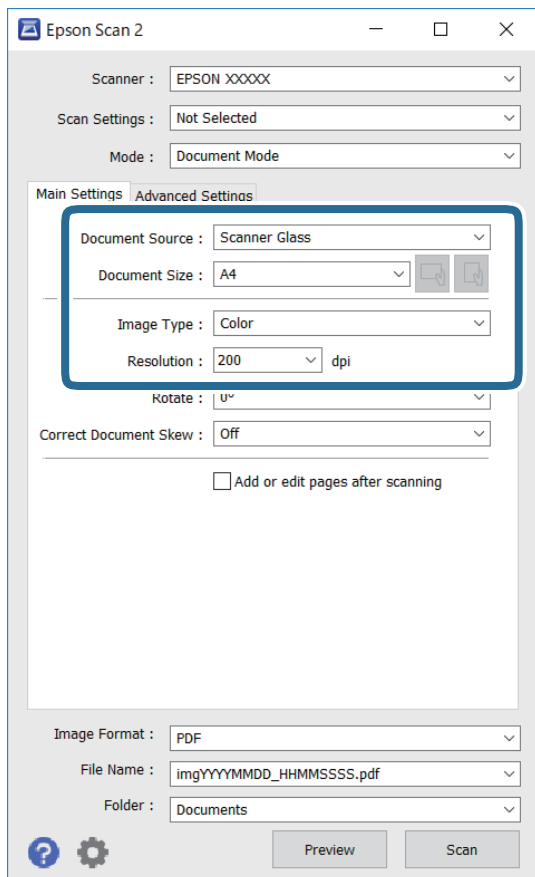 Epson Scan 2
Scanner : EPSON XXXXX
Scan Settings : Not Selected
Mode : Document Mode
Main Settings Advanced Settings
Document Source : Scanner Glass
Document Size : A4
Image Type : Color
Resolution : 200 dpi
Rotate : 0°
Correct Document Skew : Off
Add or edit pages after scanning
Image Format : PDF
File Name : imgYYYYMMDD_HHMMSSSS.pdf
Folder : Documents
? Preview Scan